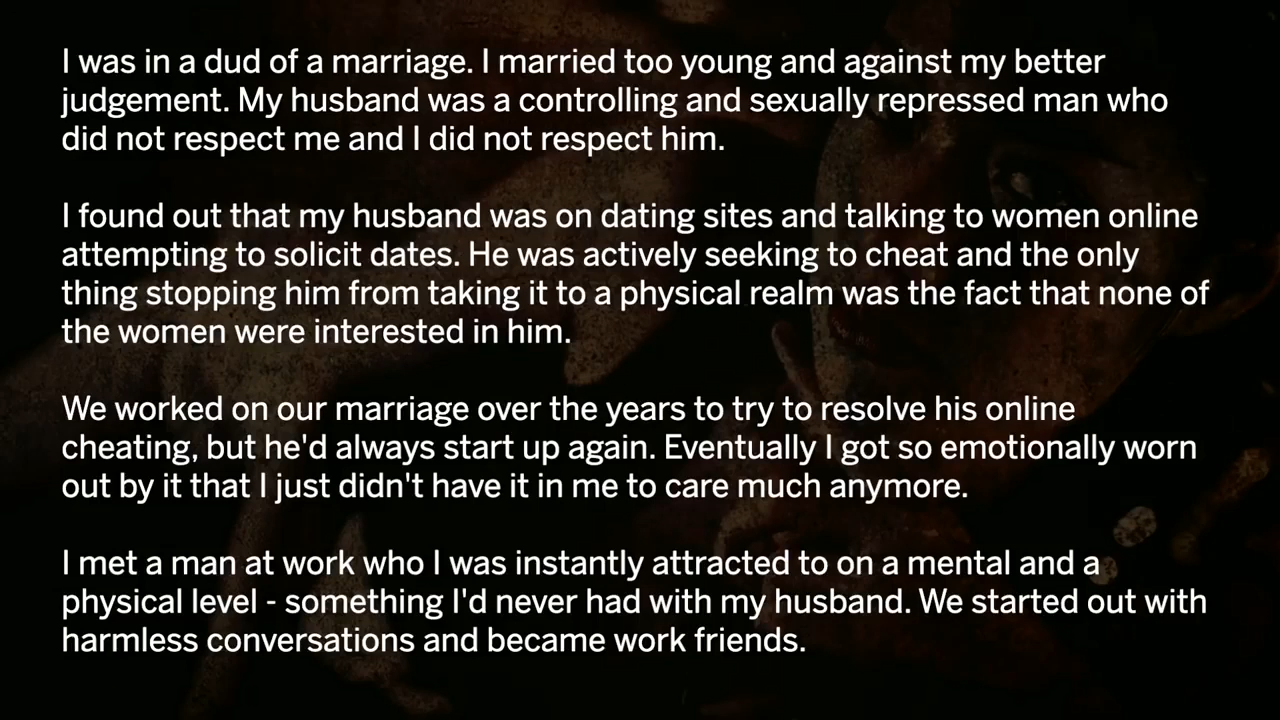 I was in a dud of a marriage. I married too young and against my better
judgement. My husband was a controlling and sexually repressed man who
did not respect me and I did not respect him.
I found out that my husband was on dating sites and talking to women online
attempting to solicit dates. He was actively seeking to cheat and the only
thing stopping him from taking it to a physical realm was the fact that none of
the women were interested in him.
We worked on our marriage over the years to try to resolve his online
cheating, but he'd always start up again. Eventually I got so emotionally worn
out by it that I just didn't have it in me to care much anymore.
I met a man at work who I was instantly attracted to on a mental and a
physical level - something I'd never had with my husband. We started out with
harmless conversations and became work friends.